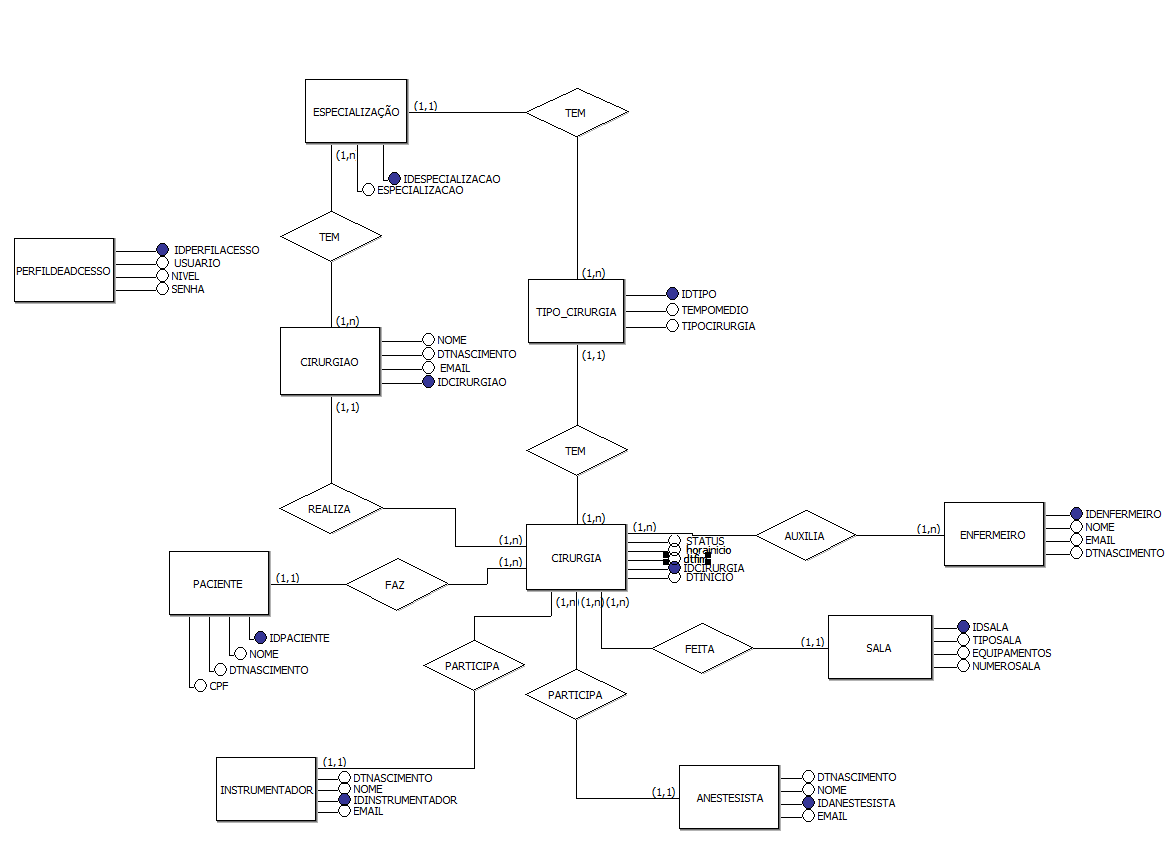 ESPECIALIZAÇÃO
(1,1)
TEM
(1,n
IDESPECIALIZACAO
ESPECIALIZACAO
TEM
PERFILDEADCESSO
IDPERFILACESSO
USUARIO
NIVEL
SENHA
(1,n)
TIPO_CIRURGIA
IDTIPO
TEMPOMEDIO
TIPOCIRURGIA
(1,1)
(1,n)
CIRURGIAO
NOME
DTNASCIMENTO
EMAIL
IDCIRURGIAO
(1,1)
TEM
REALIZA
(1,n)
(1,n)
(1,n)
(1,n)
CIRURGIA
STATUS
horainicio
dtfim
IDCIRURGIA
DTINICIO
AUXILIA
(1,n)
ENFERMEIRO
IDENFERMEIRO
NOME
EMAIL
DTNASCIMENTO
PACIENTE
(1,1)
FAZ
IDPACIENTE
NOME
DTNASCIMENTO
CPF
(1,n)
(1,n)
(1,n)
FEITA
(1,1)
SALA
IDSALA
TIPOSALA
EQUIPAMENTOS
NUMEROSALA
PARTICIPA
PARTICIPA
INSTRUMENTADOR
(1,1)
DTNASCIMENTO
NOME
IDINSTRUMENTADOR
EMAIL
(1,1)
ANESTESISTA
DTNASCIMENTO
NOME
IDANESTESISTA
EMAIL